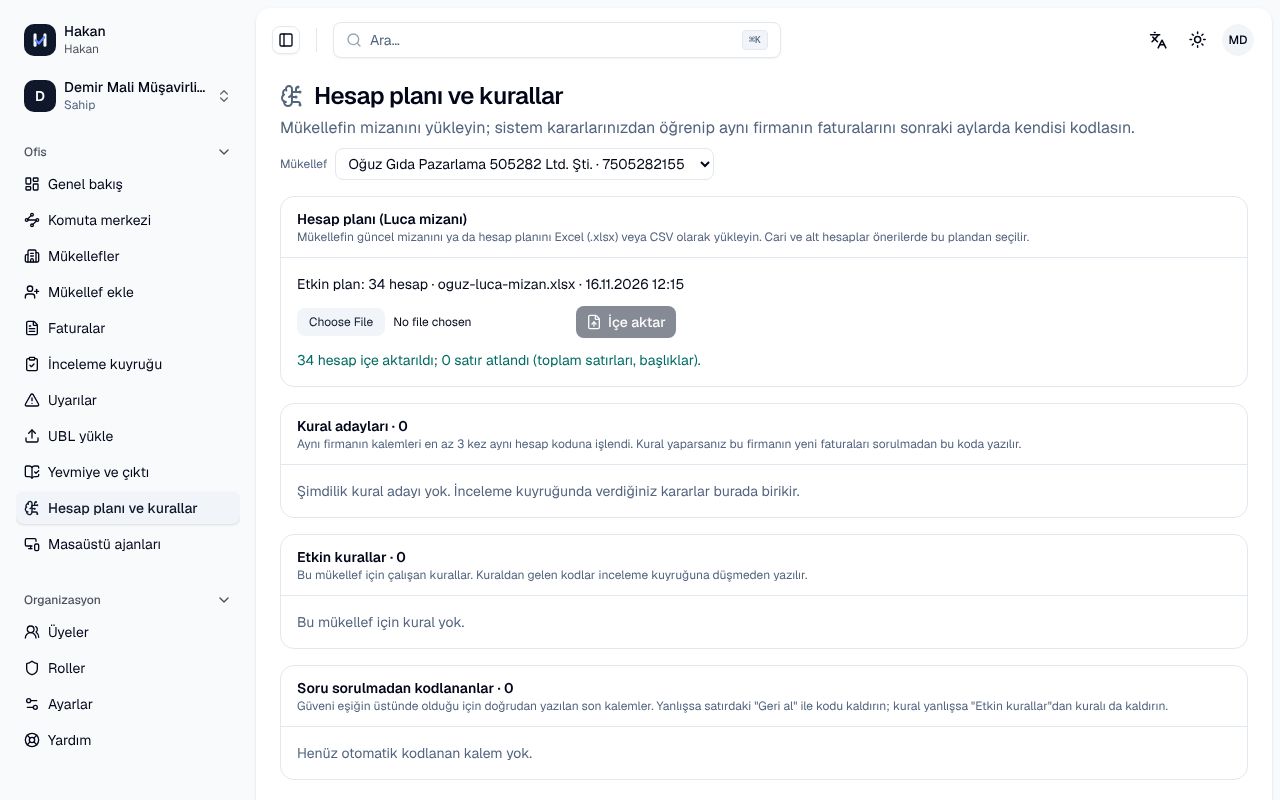 Hakan
Hakan
D
Demir Mali Müşavirli...
Sahip
Ofis
Genel bakış
Komuta merkezi
Mükellefler
Mükellef ekle
Faturalar
İnceleme kuyruğu
Uyarılar
UBL yükle
Yevmiye ve çıktı
Hesap planı ve kurallar
Masaüstü ajanları
Organizasyon
Üyeler
Roller
Ayarlar
Yardım
Ara...
⌘K
MD
Hesap planı ve kurallar
Mükellefin mizanını yükleyin; sistem kararlarınızdan öğrenip aynı firmanın faturalarını sonraki aylarda kendisi kodlasın.
Mükellef
Oğuz Gıda Pazarlama 505282 Ltd. Şti. · 7505282155
Hesap planı (Luca mizanı)
Mükellefin güncel mizanını ya da hesap planını Excel (.xlsx) veya CSV olarak yükleyin. Cari ve alt hesaplar önerilerde bu plandan seçilir.
Etkin plan: 34 hesap · oguz-luca-mizan.xlsx · 16.11.2026 12:15
Choose File
No file chosen
İçe aktar
34 hesap içe aktarıldı; 0 satır atlandı (toplam satırları, başlıklar).
Kural adayları · 0
Aynı firmanın kalemleri en az 3 kez aynı hesap koduna işlendi. Kural yaparsanız bu firmanın yeni faturaları sorulmadan bu koda yazılır.
Şimdilik kural adayı yok. İnceleme kuyruğunda verdiğiniz kararlar burada birikir.
Etkin kurallar · 0
Bu mükellef için çalışan kurallar. Kuraldan gelen kodlar inceleme kuyruğuna düşmeden yazılır.
Bu mükellef için kural yok.
Soru sorulmadan kodlananlar · 0
Güveni eşiğin üstünde olduğu için doğrudan yazılan son kalemler. Yanlışsa satırdaki "Geri al" ile kodu kaldırın; kural yanlışsa "Etkin kurallar"dan kuralı da kaldırın.
Henüz otomatik kodlanan kalem yok.